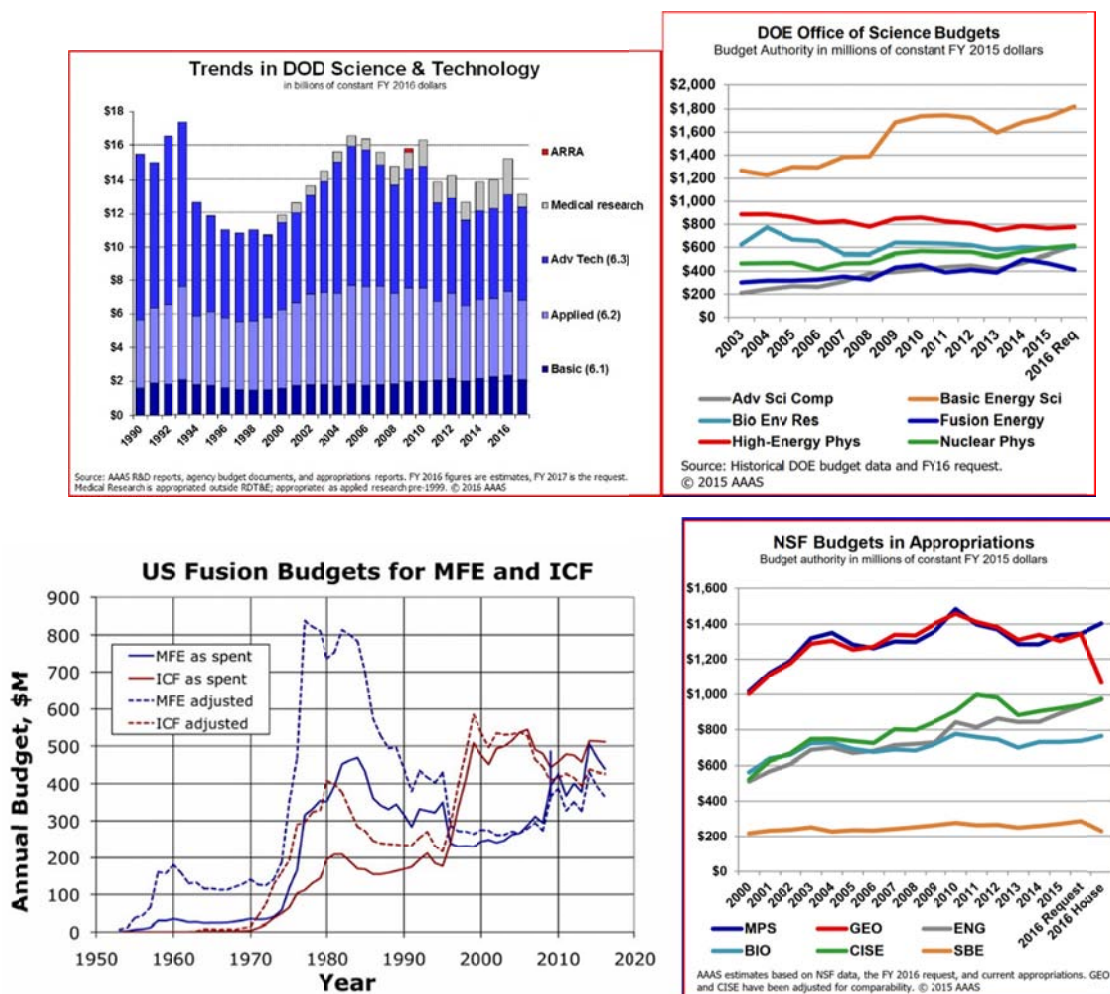 Trends in DOD Science & Technology
in billions of constant FY 2016 dollars
$18
$16
$14
$12
$10
$8
$6
$4
$2
$0
1990
1992
1994
1996
1998
2000
2002
2004
2006
2008
2010
2012
2014
2016
ARRA
Medical research
Adv Tech (6.3)
Applied (6.2)
Basic (6.1)
Source: AAAS R&D reports, agency budget documents, and appropriations reports. FY 2016 figures are estimates, FY 2017 is the request.
Medical Research is appropriated outside RDT&E; appropriated as applied research pre-1999. © 2016 AAAS
DOE Office of Science Budgets
Budget Authority in millions of constant FY 2015 dollars
$2,000
$1,800
$1,600
$1,400
$1,200
$1,000
$800
$600
$400
$200
$0
2003
2004
2005
2006
2007
2008
2009
2010
2011
2012
2013
2014
2015
2016 Req
Adv Sci Comp
Basic Energy Sci
Bio Env Res
Fusion Energy
High-Energy Phys
Nuclear Phys
Source: Historical DOE budget data and FY16 request.
© 2015 AAAS
US Fusion Budgets for MFE and ICF
Annual Budget, $M
900
800
700
600
500
400
300
200
100
0
MFE as spent
ICF as spent
MFE adjusted
ICF adjusted
1950
1960
1970
1980
1990
2000
2010
2020
Year
NSF Budgets in Appropriations
Budget authority in millions of constant FY 2015 dollars
$1,600
$1,400
$1,200
$1,000
$800
$600
$400
$200
$0
2000
2001
2002
2003
2004
2005
2006
2007
2008
2009
2010
2011
2012
2013
2014
2015
2016 Request
2016 House
MPS
GEO
ENG
BIO
CISE
SBE
AAAS estimates based on NSF data, the FY 2016 request, and current appropriations. GEO
and CISE have been adjusted for comparability. © 2015 AAAS